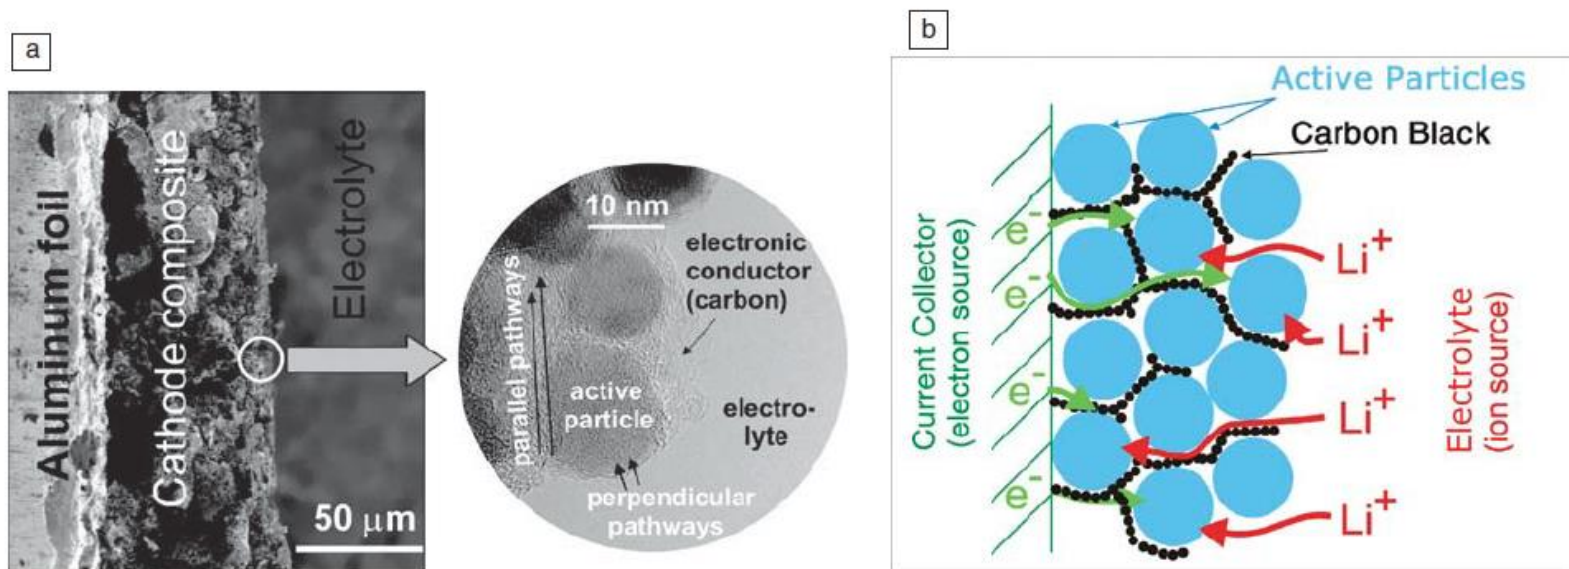 a
Aluminum foil
Cathode composite
Electrolyte
50 μm
10 nm
parallel pathways
electronic
conductor
(carbon)
active
particle
electro-
lyte
perpendicular
pathways
b
Active Particles
Carbon Black
Current Collector
(electron source)
e-
e-
e-
e-
Li+
Li+
Li+
Li+
Electrolyte
(ion source)